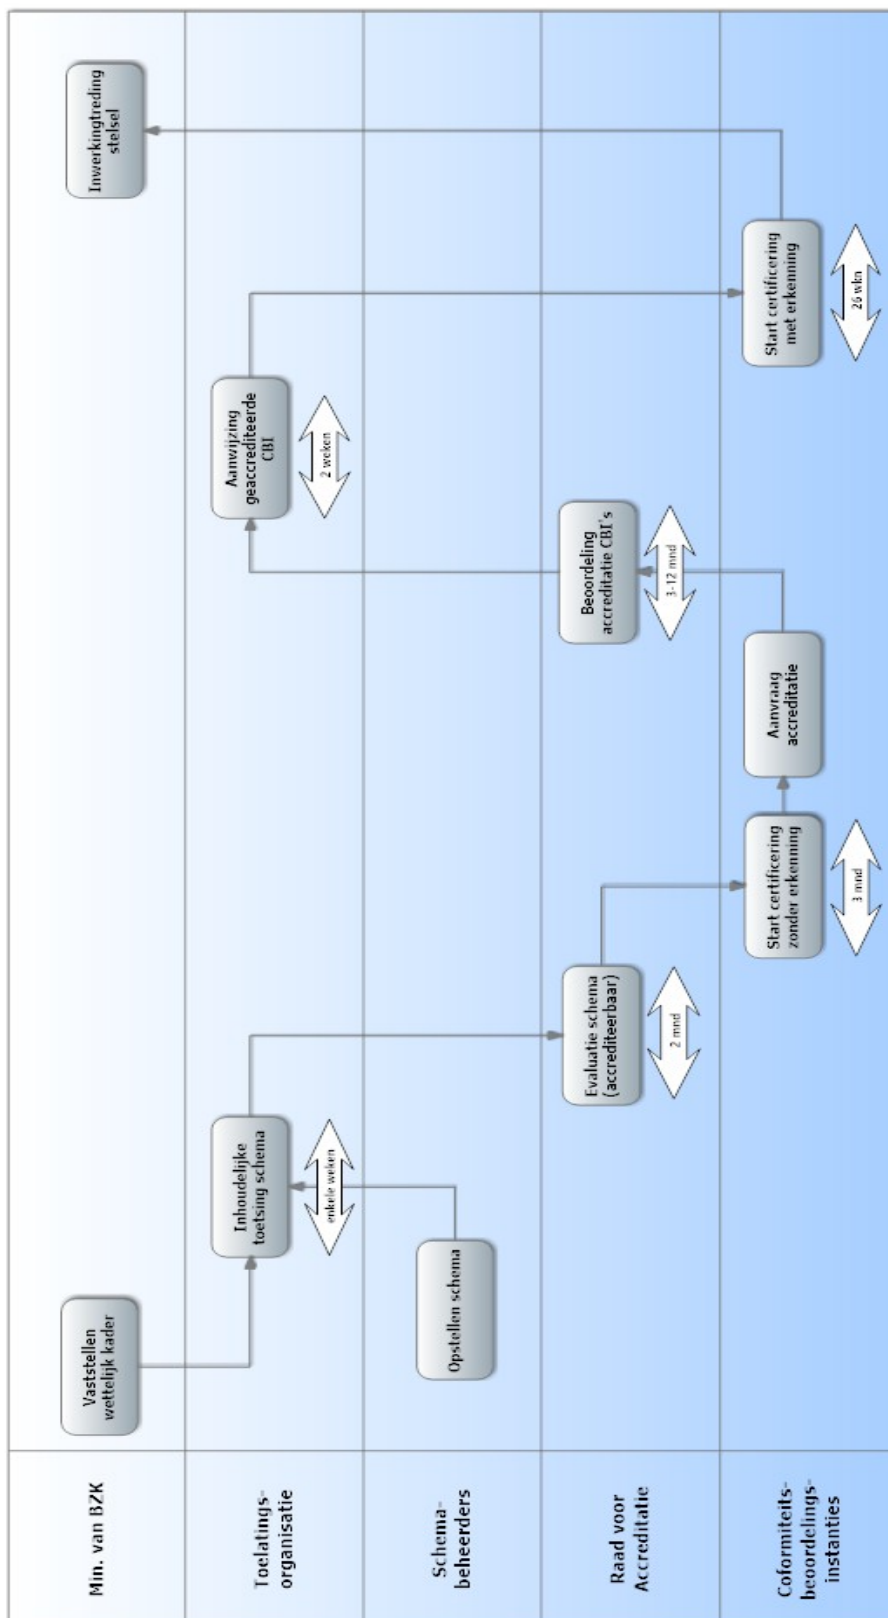 Min. van BZK
Vaststellen
wettelijk kader
Inwerkingtreding
stelsel
Toelatings-
organisatie
Inhoudelijke
toetsing schema
enkele weken
Aanwijzing
geaccrediteerde
CBI
2 weken
Schema-
beheerders
Opstellen schema
Raad voor
Accreditatie
Evaluatie schema
(accrediteerbaar)
2 mnd
Beoordeling
accreditatie CBI's
3-12 mnd
Coformiteits-
beoordelings-
instanties
Start certificering
zonder erkenning
3 mnd
Aanvraag
accreditatie
Start certificering
met erkenning
26 wkn